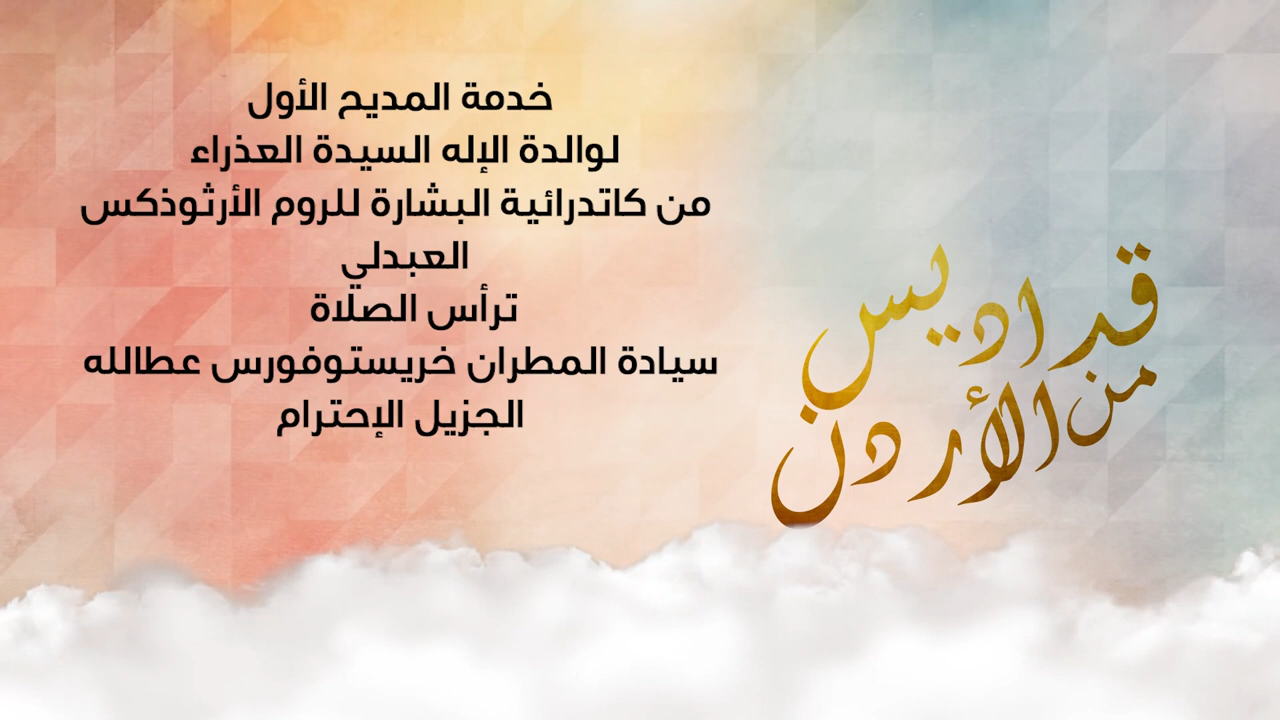 خدمة المديح الأول
لوالدة الإله السيدة العذراء
من كاتدرائية البشارة للروم الأرثوذكس
العبدلي
ترأس الصلاة
سيادة المطران خريستوفورس عطالله
الجزيل الإحترام
قداديس
من الأردن